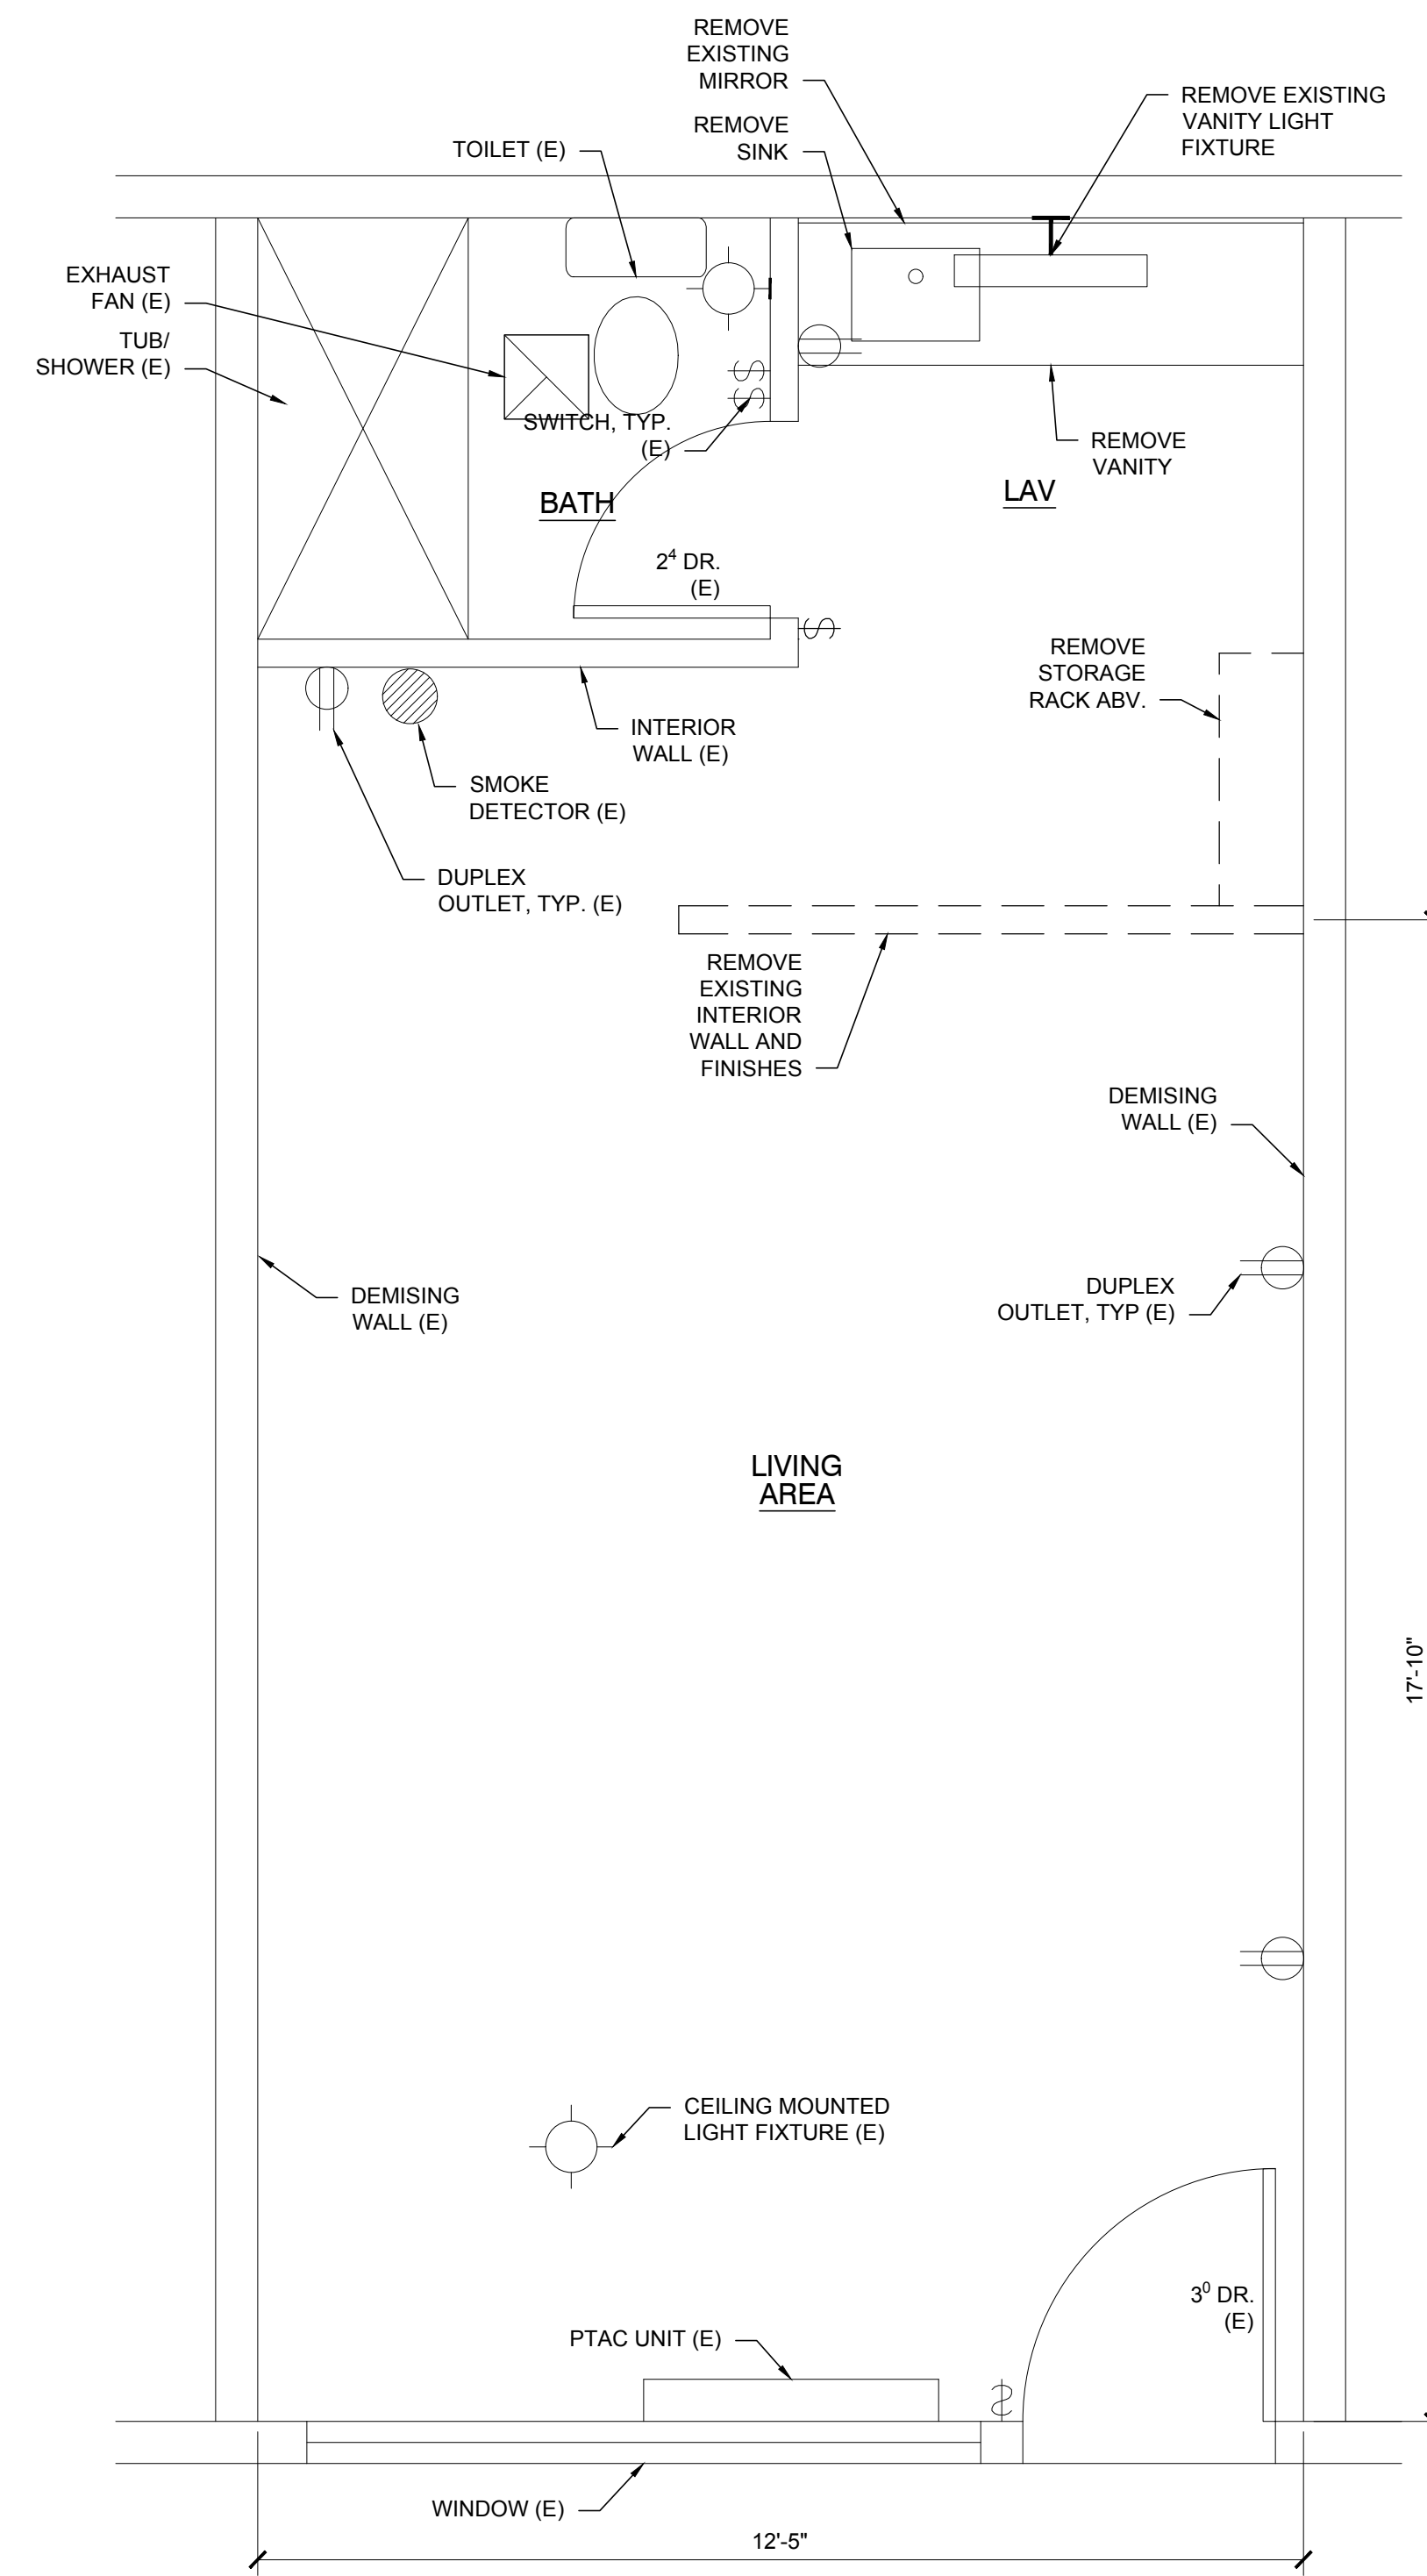 REMOVE
EXISTING
MIRROR
REMOVE EXISTING
VANITY LIGHT
FIXTURE
REMOVE
SINK
TOILET (E)
EXHAUST
FAN (E)
TUB/
SHOWER (E)
SWITCH, TYP.
(E)
REMOVE
VANITY
BATH
LAV
2⁴ DR.
(E)
REMOVE
STORAGE
RACK ABV.
INTERIOR
WALL (E)
SMOKE
DETECTOR (E)
DUPLEX
OUTLET, TYP. (E)
REMOVE
EXISTING
INTERIOR
WALL AND
FINISHES
DEMISING
WALL (E)
DEMISING
WALL (E)
DUPLEX
OUTLET, TYP (E)
LIVING
AREA
17'-10"
CEILING MOUNTED
LIGHT FIXTURE (E)
3⁰ DR.
(E)
PTAC UNIT (E)
WINDOW (E)
12'-5"